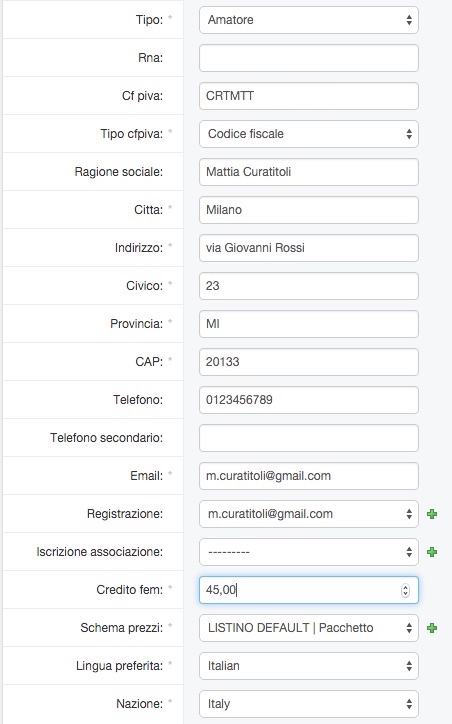 Tipo: * Amatore
Rna:
Cf piva: CRTMTT
Tipo cfpiva: * Codice fiscale
Ragione sociale: Mattia Curatitoli
Citta: * Milano
Indirizzo: * via Giovanni Rossi
Civico: * 23
Provincia: * MI
CAP: * 20133
Telefono: 0123456789
Telefono secondario:
Email: * m.curatitoli@gmail.com
Registrazione: m.curatitoli@gmail.com
Iscrizione associazione: ---------
Credito fem: * 45,00
Schema prezzi: * LISTINO DEFAULT | Pacchetto
Lingua preferita: * Italian
Nazione: * Italy